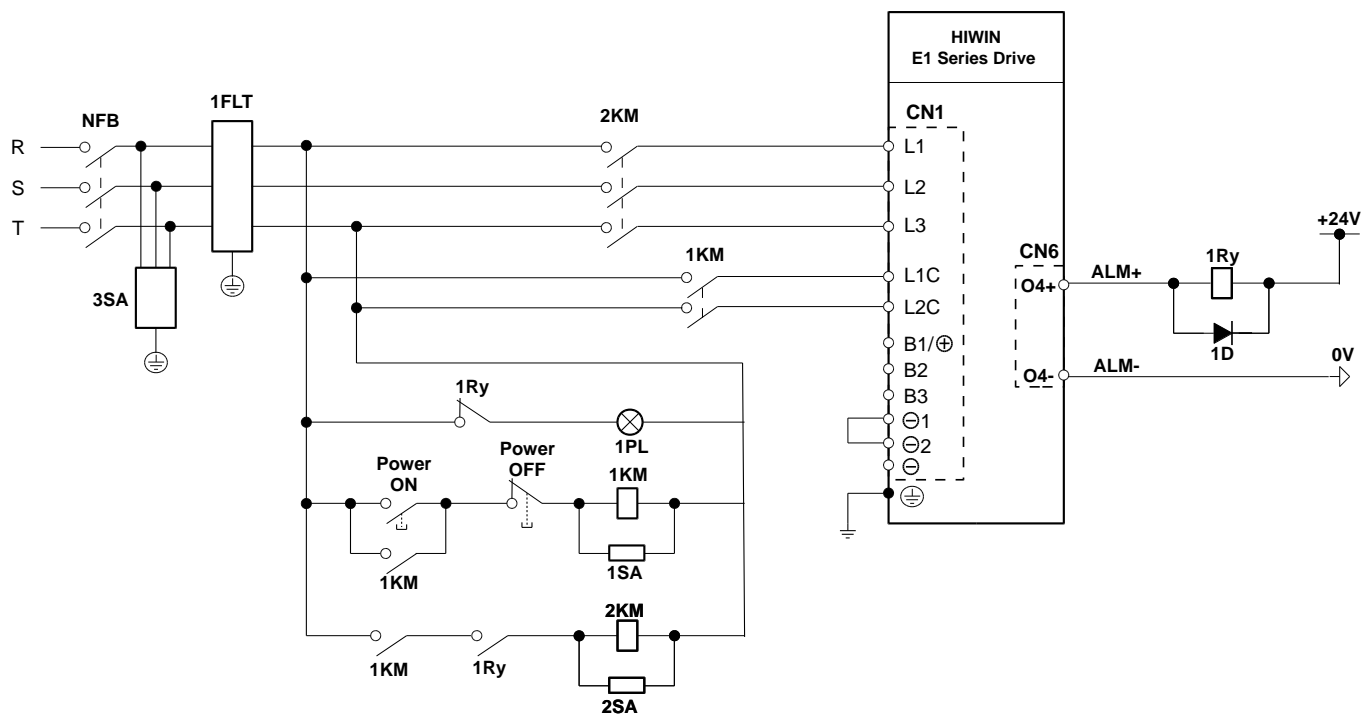 HIWIN
E1 Series Drive
1FLT
NFB
2KM
CN1
R
L1
S
L2
T
L3
+24V
1KM
CN6
1Ry
L1C
ALM+
O4+
3SA
L2C
B1/⊕
1D
0V
B2
ALM-
O4-
1Ry
B3
⊖1
1PL
⊖2
Power
ON
Power
OFF
1KM
⊖
1KM
1SA
2KM
1KM
1Ry
2SA